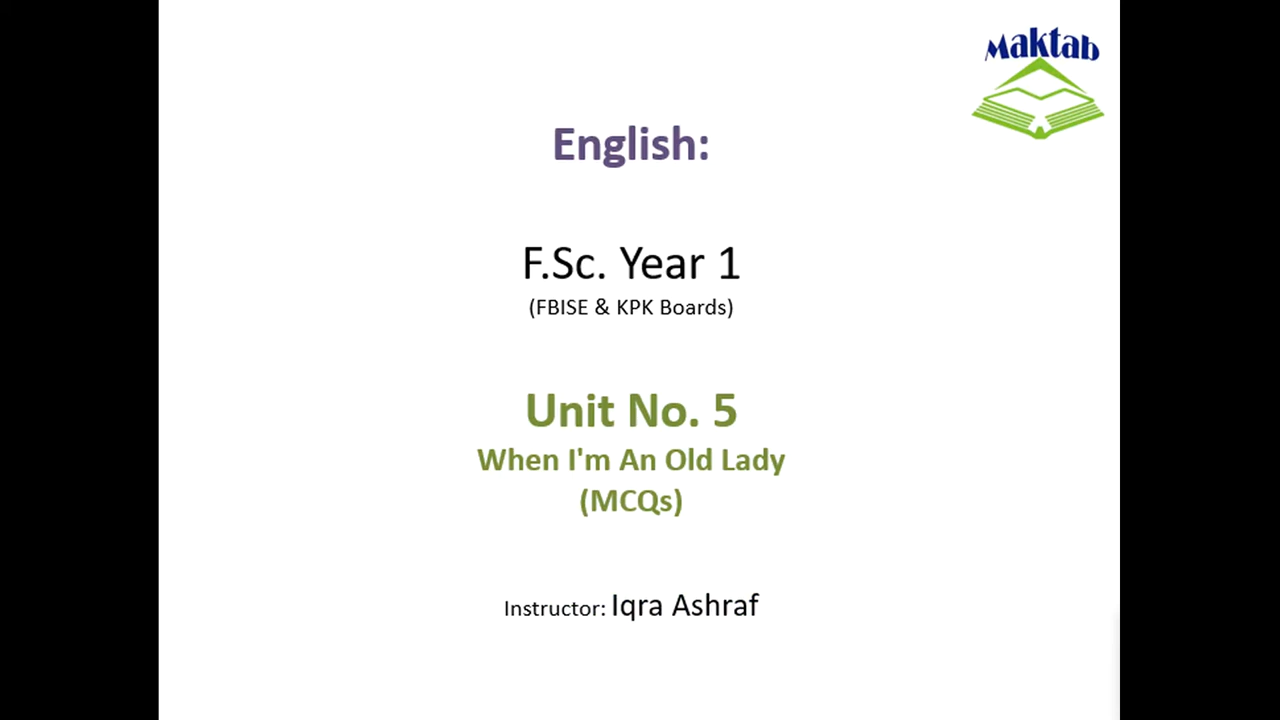 Maktab
English:
F.Sc. Year 1
(FBISE & KPK Boards)
Unit No. 5
When I'm An Old Lady
(MCQs)
Instructor: Iqra Ashraf